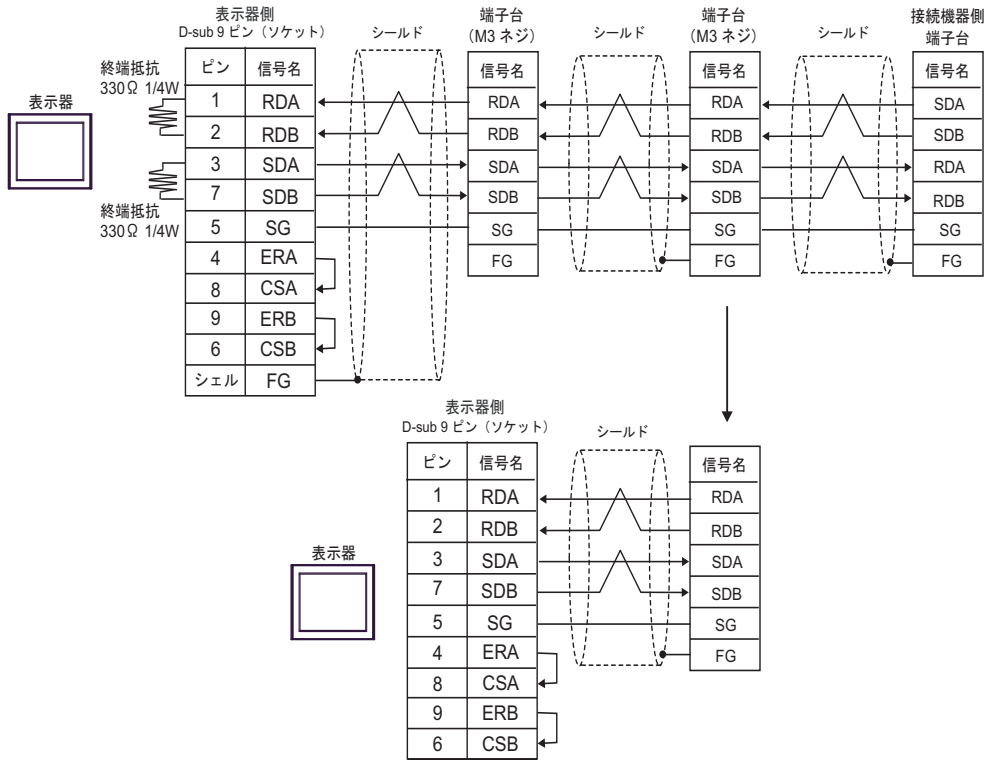 表示器側
D-sub 9 ピン（ソケット）
シールド
端子台
（M3 ネジ）
シールド
端子台
（M3 ネジ）
シールド
接続機器側
端子台
終端抵抗
330Ω 1/4W
表示器
終端抵抗
330Ω 1/4W
ピン 信号名
1 RDA
2 RDB
3 SDA
7 SDB
5 SG
4 ERA
8 CSA
9 ERB
6 CSB
シェル FG
信号名
RDA
RDB
SDA
SDB
SG
FG
信号名
RDA
RDB
SDA
SDB
SG
FG
信号名
SDA
SDB
RDA
RDB
SG
FG
表示器側
D-sub 9 ピン（ソケット）
シールド
表示器
ピン 信号名
1 RDA
2 RDB
3 SDA
7 SDB
5 SG
4 ERA
8 CSA
9 ERB
6 CSB
信号名
RDA
RDB
SDA
SDB
SG
FG